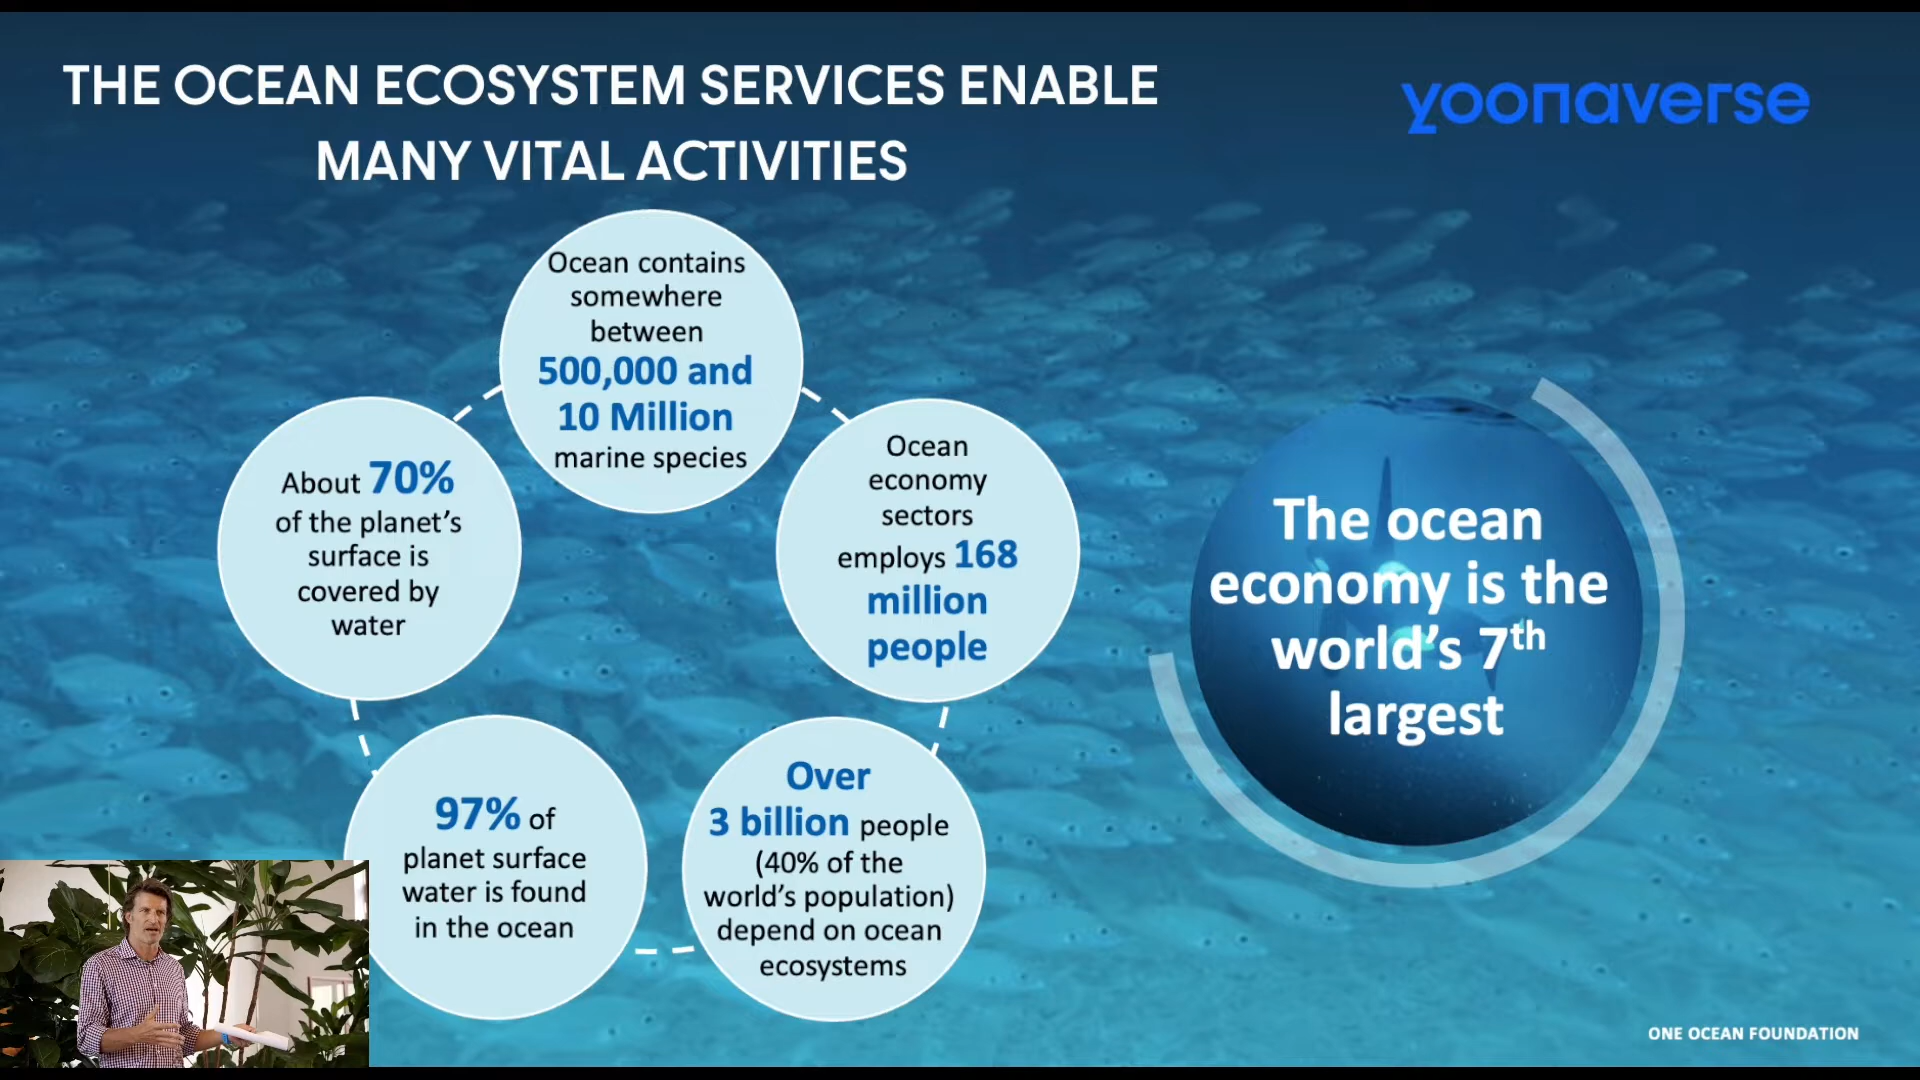 THE OCEAN ECOSYSTEM SERVICES ENABLE
MANY VITAL ACTIVITIES
yoonaverse
Ocean contains
somewhere
between
500,000 and
10 Million
marine species
About 70%
of the planet's
surface is
covered by
water
Ocean
economy
sectors
employs 168
million
people
97% of
planet surface
water is found
in the ocean
Over
3 billion people
(40% of the
world's population)
depend on ocean
ecosystems
The ocean
economy is the
world's 7th
largest
ONE OCEAN FOUNDATION